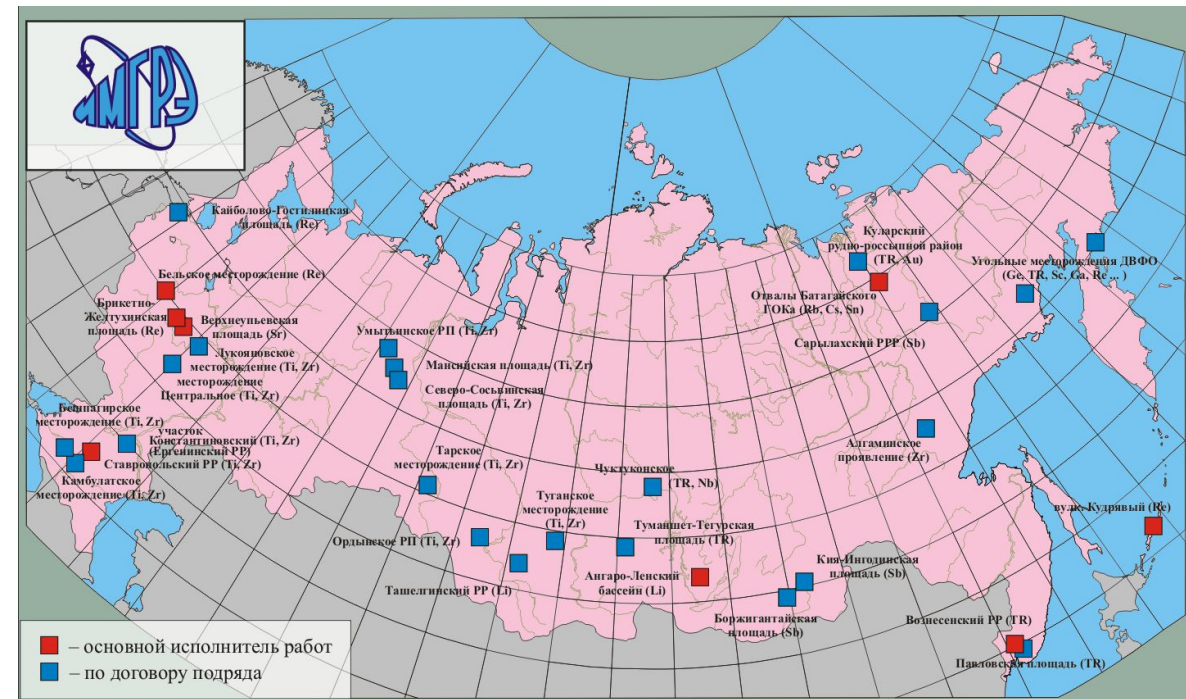 ИМГРЭ
Кайболово-Гостилицкая
площадь (Re)
Бельское месторождение (Re)
Брикетно-
Желтухинская
площадь (Re)
Верхнеупьевская
площадь (Sr)
Лукояновское
месторождение (Ti, Zr)
месторождение
Центральное (Ti, Zr)
Бешпагирское
месторождение (Ti, Zr)
участок
Константиновский (Ti, Zr)
(Ергенинский РР)
Ставропольский РР (Ti, Zr)
Камбулатское
месторождение (Ti, Zr)
Умытьинское РП (Ti, Zr)
Мансийская площадь (Ti, Zr)
Северо-Сосьвинская
площадь (Ti, Zr)
Тарское
месторождение (Ti, Zr)
Ордынское РП (Ti, Zr)
Ташелгинский РР (Li)
Туганское
месторождение
(Ti, Zr)
Чуктуконское
(TR, Nb)
Туманшет-Тегурская
площадь (TR)
Ангаро-Ленский
бассейн (Li)
Куларский
рудно-россыпной район
(TR, Au)
Отвалы Батагайского
ГОКа (Rb, Cs, Sn)
Сарылахский РРР (Sb)
Угольные месторождения ДВФО
(Ge, TR, Sc, Ga, Re ... )
Алгаминское
проявление (Zr)
вулк. Кудрявый (Re)
Кия-Ингодинская
площадь (Sb)
Боржигантайская
площадь (Sb)
Вознесенский РР (TR)
Павловская площадь (TR)
– основной исполнитель работ
– по договору подряда